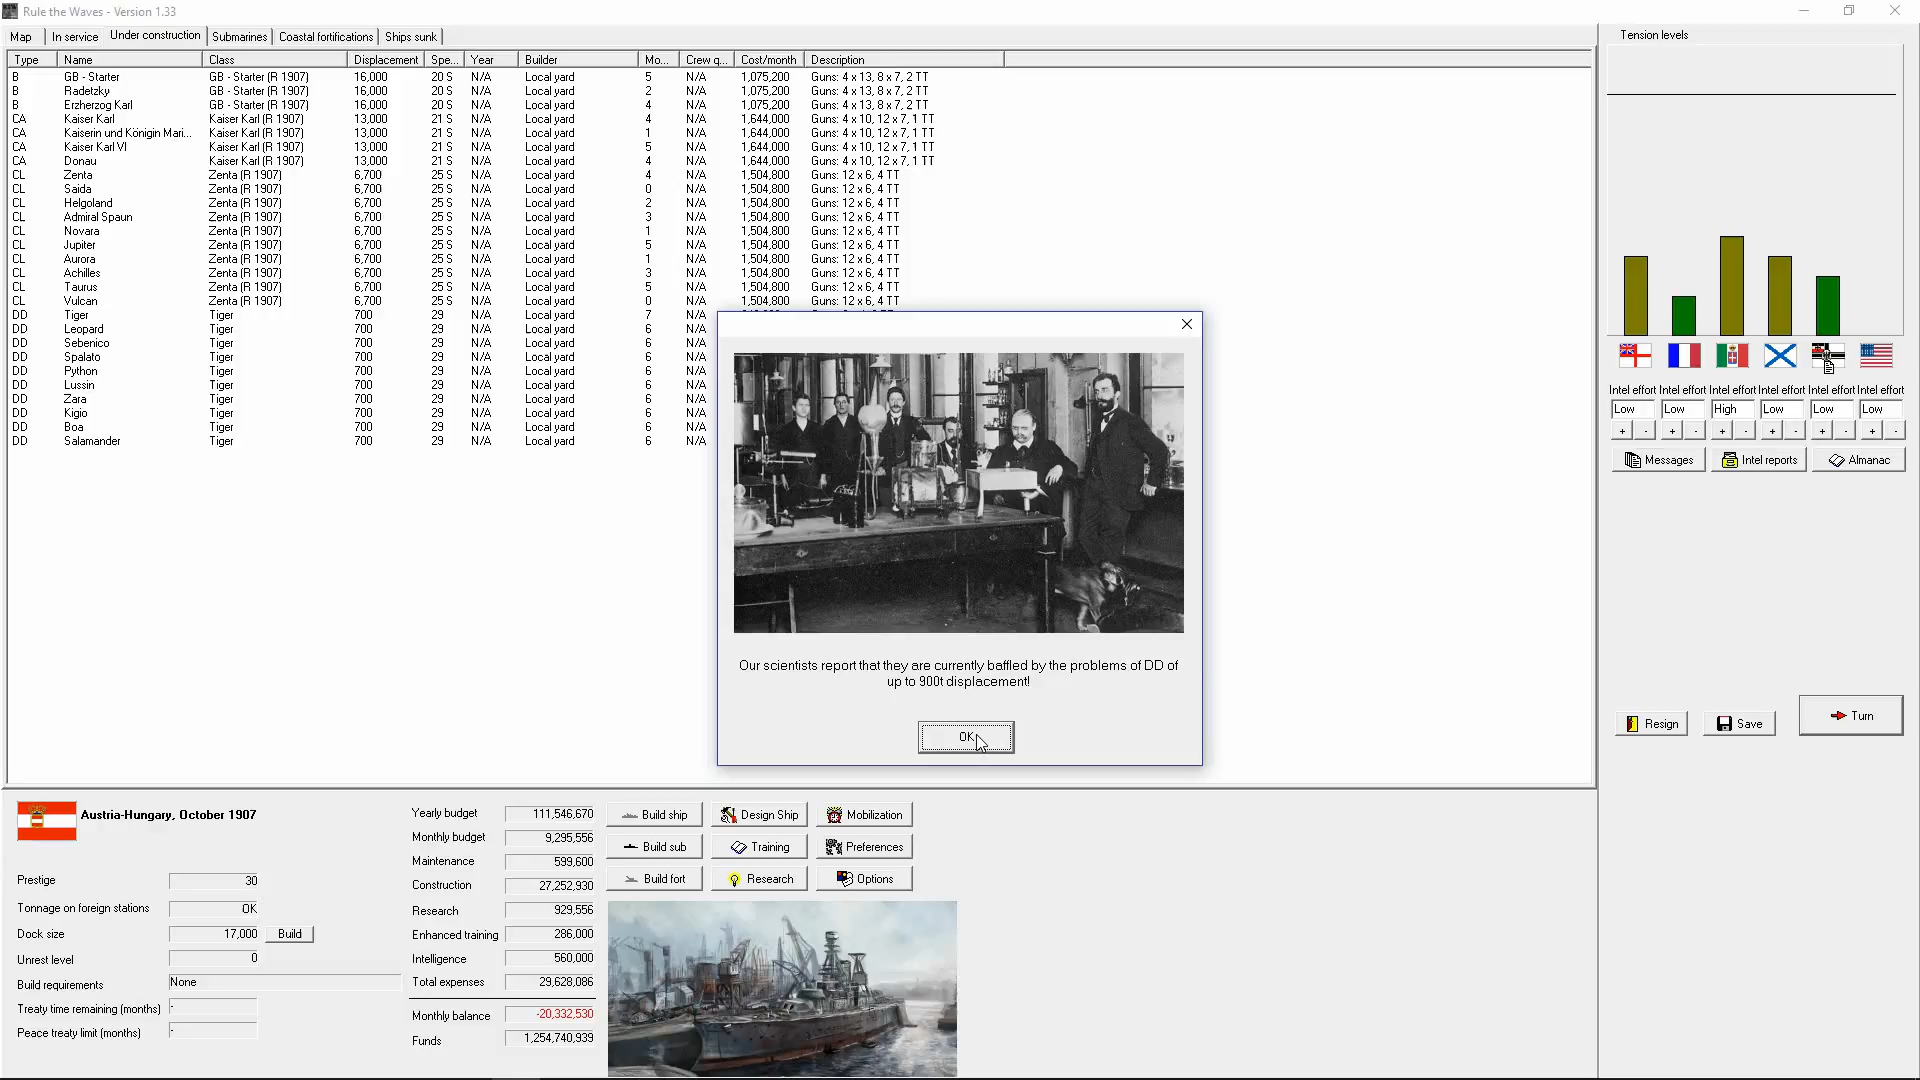 Rule the Waves - Version 1.33
Map In service Under construction Submarines Coastal fortifications Ships sunk
Type Name Class Displacement Spe... Year Builder Mo... Crew q... Cost/month Description
B GB - Starter GB - Starter (R 1907) 16,000 20 S N/A Local yard 5 N/A 1,075,200 Guns: 4 x 13, 8 x 7, 2 TT
B Radetzky GB - Starter (R 1907) 16,000 20 S N/A Local yard 2 N/A 1,075,200 Guns: 4 x 13, 8 x 7, 2 TT
B Erzherzog Karl GB - Starter (R 1907) 16,000 20 S N/A Local yard 4 N/A 1,075,200 Guns: 4 x 13, 8 x 7, 2 TT
CA Kaiser Karl Kaiser Karl (R 1907) 13,000 21 S N/A Local yard 4 N/A 1,644,000 Guns: 4 x 10, 12 x 7, 1 TT
CA Kaiserin und Königin Mari... Kaiser Karl (R 1907) 13,000 21 S N/A Local yard 1 N/A 1,644,000 Guns: 4 x 10, 12 x 7, 1 TT
CA Kaiser Karl VI Kaiser Karl (R 1907) 13,000 21 S N/A Local yard 5 N/A 1,644,000 Guns: 4 x 10, 12 x 7, 1 TT
CA Donau Kaiser Karl (R 1907) 13,000 21 S N/A Local yard 4 N/A 1,644,000 Guns: 4 x 10, 12 x 7, 1 TT
CL Zenta Zenta (R 1907) 6,700 25 S N/A Local yard 4 N/A 1,504,800 Guns: 12 x 6, 4 TT
CL Saida Zenta (R 1907) 6,700 25 S N/A Local yard 0 N/A 1,504,800 Guns: 12 x 6, 4 TT
CL Helgoland Zenta (R 1907) 6,700 25 S N/A Local yard 2 N/A 1,504,800 Guns: 12 x 6, 4 TT
CL Admiral Spaun Zenta (R 1907) 6,700 25 S N/A Local yard 3 N/A 1,504,800 Guns: 12 x 6, 4 TT
CL Novara Zenta (R 1907) 6,700 25 S N/A Local yard 1 N/A 1,504,800 Guns: 12 x 6, 4 TT
CL Jupiter Zenta (R 1907) 6,700 25 S N/A Local yard 5 N/A 1,504,800 Guns: 12 x 6, 4 TT
CL Aurora Zenta (R 1907) 6,700 25 S N/A Local yard 1 N/A 1,504,800 Guns: 12 x 6, 4 TT
CL Achilles Zenta (R 1907) 6,700 25 S N/A Local yard 3 N/A 1,504,800 Guns: 12 x 6, 4 TT
CL Taurus Zenta (R 1907) 6,700 25 S N/A Local yard 5 N/A 1,504,800 Guns: 12 x 6, 4 TT
CL Vulcan Zenta (R 1907) 6,700 25 S N/A Local yard 0 N/A 1,504,800 Guns: 12 x 6, 4 TT
DD Tiger Tiger 700 29 N/A Local yard 7 N/A
DD Leopard Tiger 700 29 N/A Local yard 6 N/A
DD Sebenico Tiger 700 29 N/A Local yard 6 N/A
DD Spalato Tiger 700 29 N/A Local yard 6 N/A
DD Python Tiger 700 29 N/A Local yard 6 N/A
DD Lussin Tiger 700 29 N/A Local yard 6 N/A
DD Zara Tiger 700 29 N/A Local yard 6 N/A
DD Kigio Tiger 700 29 N/A Local yard 6 N/A
DD Boa Tiger 700 29 N/A Local yard 6 N/A
DD Salamander Tiger 700 29 N/A Local yard 6 N/A
Our scientists report that they are currently baffled by the problems of DD of
up to 900t displacement!
OK
Tension levels
Intel effort Intel effort Intel effort Intel effort Intel effort Intel effort
Low Low High Low Low Low
+ - + - + - + - + - + -
Messages Intel reports Almanac
Resign Save Turn
Austria-Hungary, October 1907
Prestige 30
Tonnage on foreign stations OK
Dock size 17,000 Build
Unrest level 0
Build requirements None
Treaty time remaining (months) -
Peace treaty limit (months) -
Yearly budget 111,546,670
Monthly budget 9,295,556
Maintenance 599,600
Construction 27,252,930
Research 929,556
Enhanced training 286,000
Intelligence 560,000
Total expenses 29,628,086
Monthly balance -20,332,530
Funds 1,254,740,939
Build ship Design Ship Mobilization
Build sub Training Preferences
Build fort Research Options